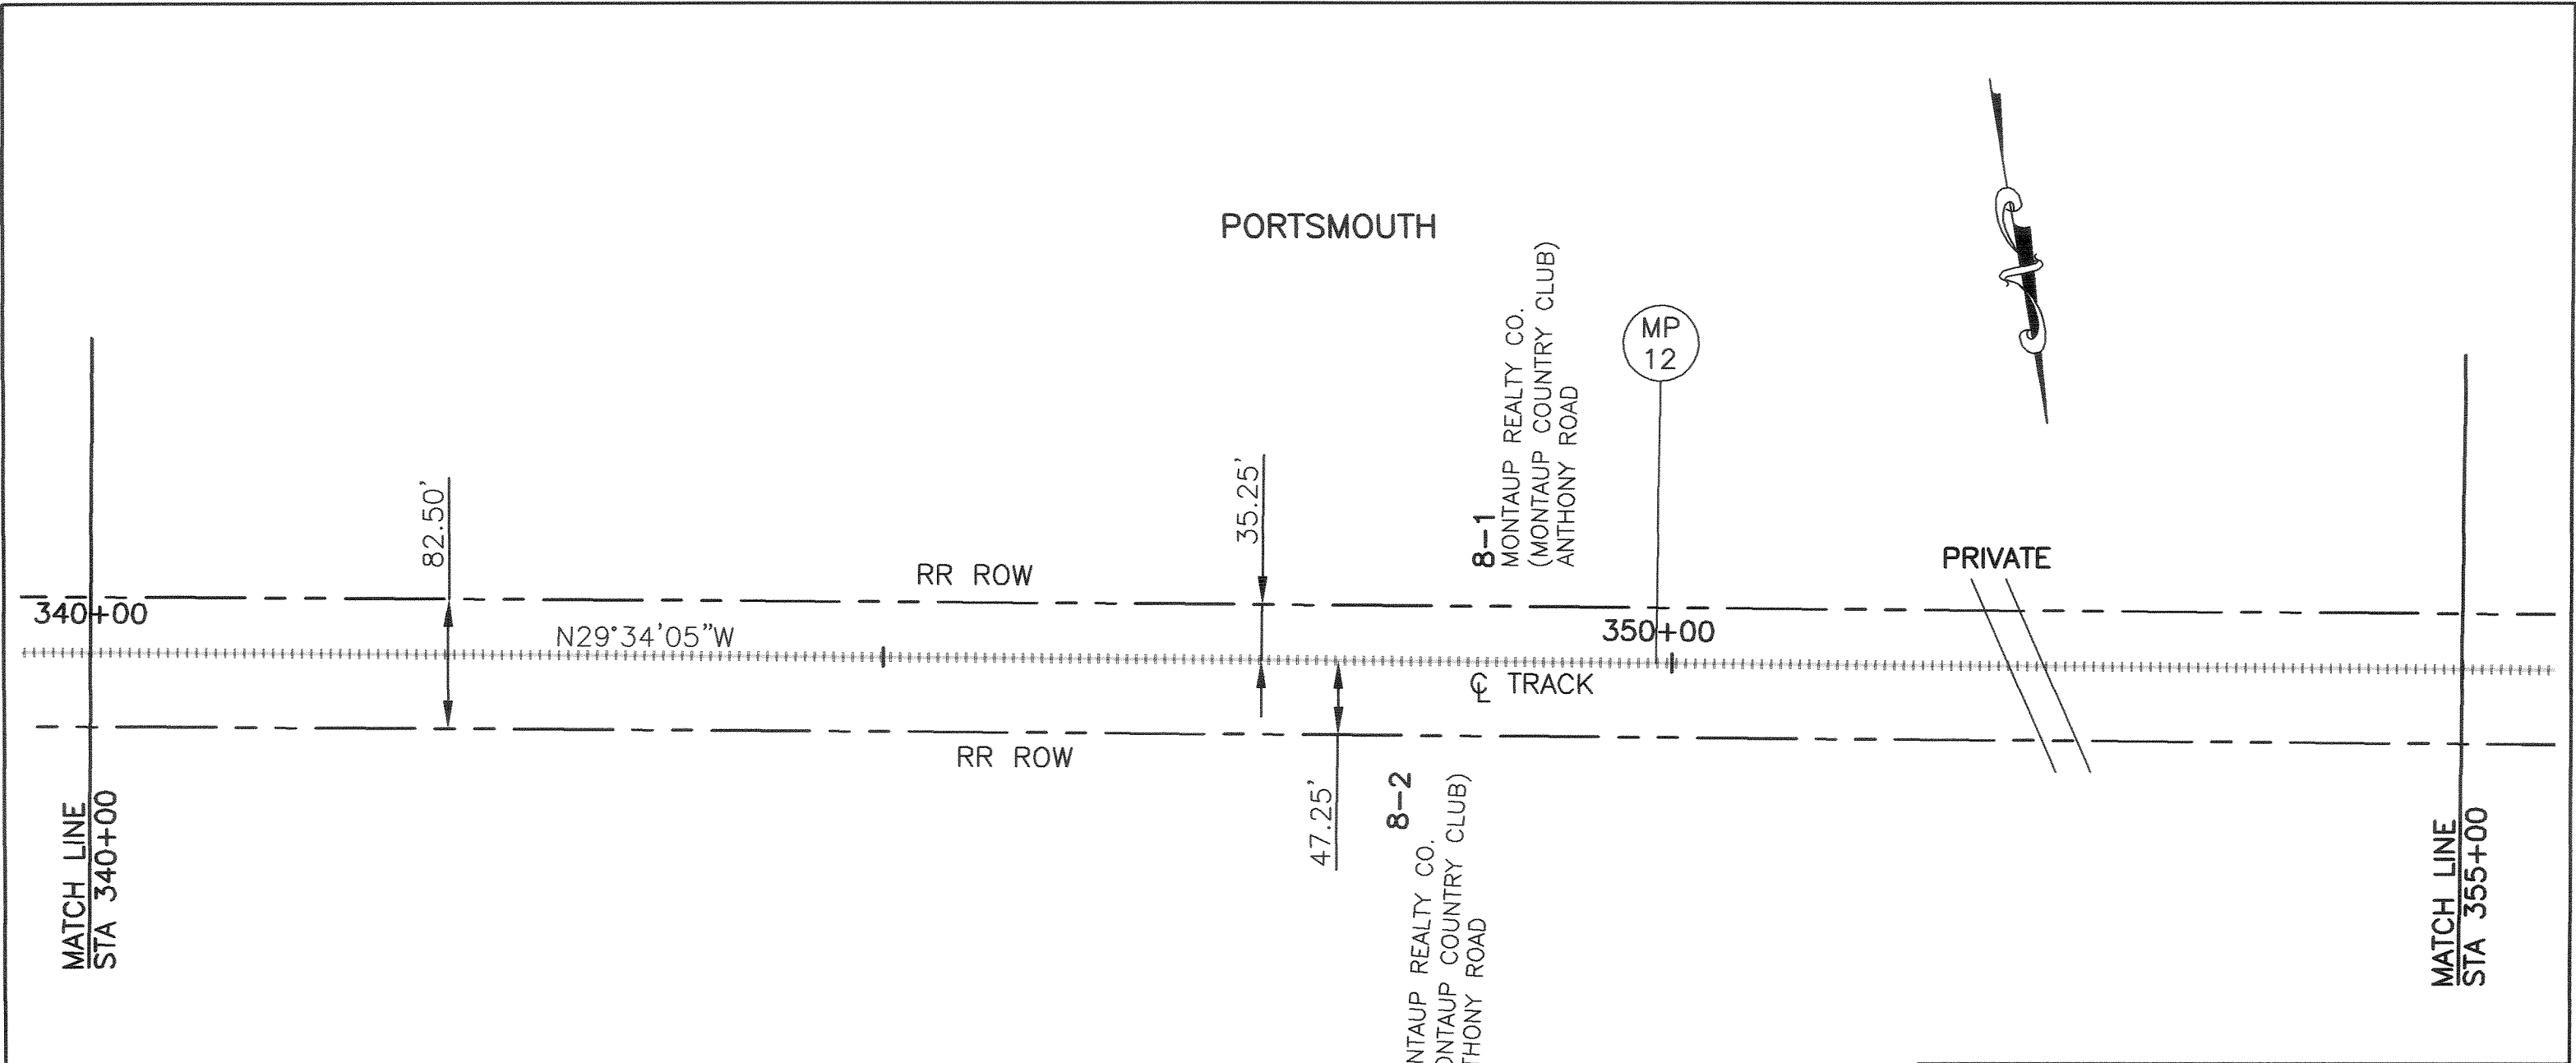 PORTSMOUTH
8-1
MONTAUP REALTY CO.
(MONTAUP COUNTRY CLUB)
ANTHONY ROAD
MP
12
82.50'
35.25'
PRIVATE
RR ROW
340+00
N29°34'05"W
350+00
℄ TRACK
RR ROW
47.25'
8-2
REALTY CO.
COUNTRY CLUB)
ROAD
MATCH LINE
STA 340+00
MATCH LINE
STA 355+00